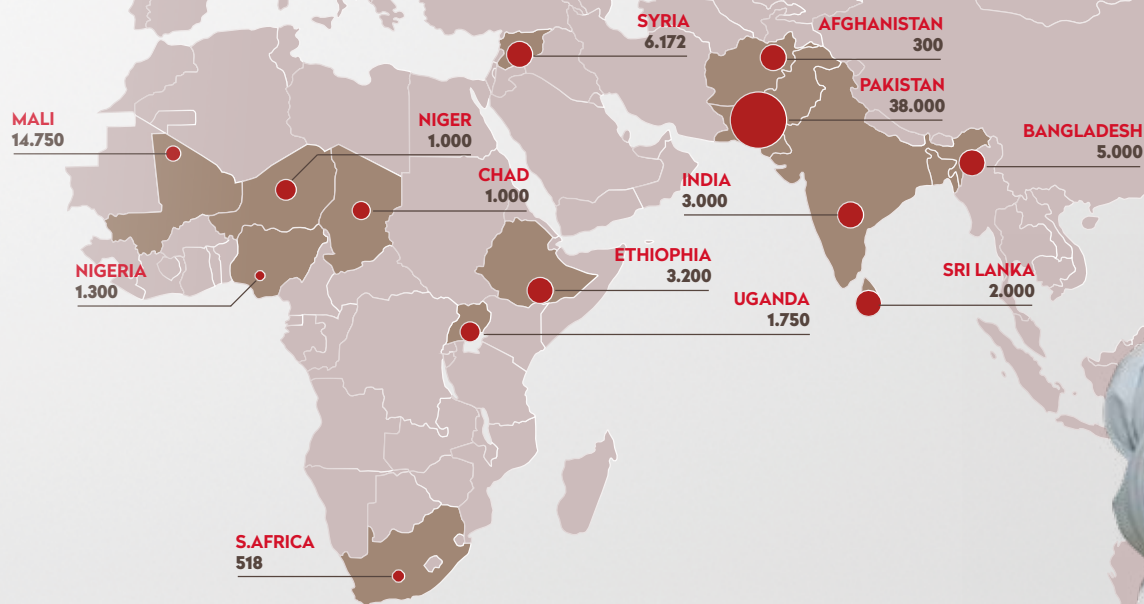 SYRIA
6.172
AFGHANISTAN
300
PAKISTAN
38.000
MALI
14.750
NIGER
1.000
BANGLADESH
5.000
CHAD
1.000
INDIA
3.000
ETHIOPHIA
3.200
NIGERIA
1.300
SRI LANKA
2.000
UGANDA
1.750
S.AFRICA
518